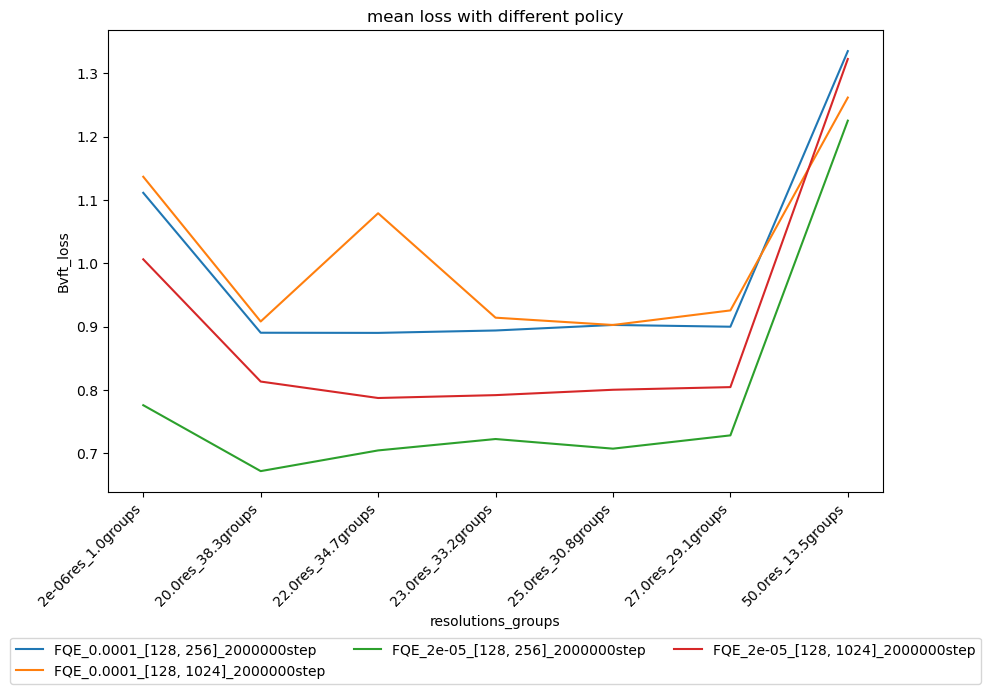 mean loss with different policy
1.3
1.2
1.1
1.0
0.9
0.8
0.7
Bvft_loss
2e-06res_1.0groups
20.0res_38.3groups
22.0res_34.7groups
23.0res_33.2groups
25.0res_30.8groups
27.0res_29.1groups
50.0res_13.5groups
resolutions_groups
FQE_0.0001_[128, 256]_2000000step
FQE_0.0001_[128, 1024]_2000000step
FQE_2e-05_[128, 256]_2000000step
FQE_2e-05_[128, 1024]_2000000step